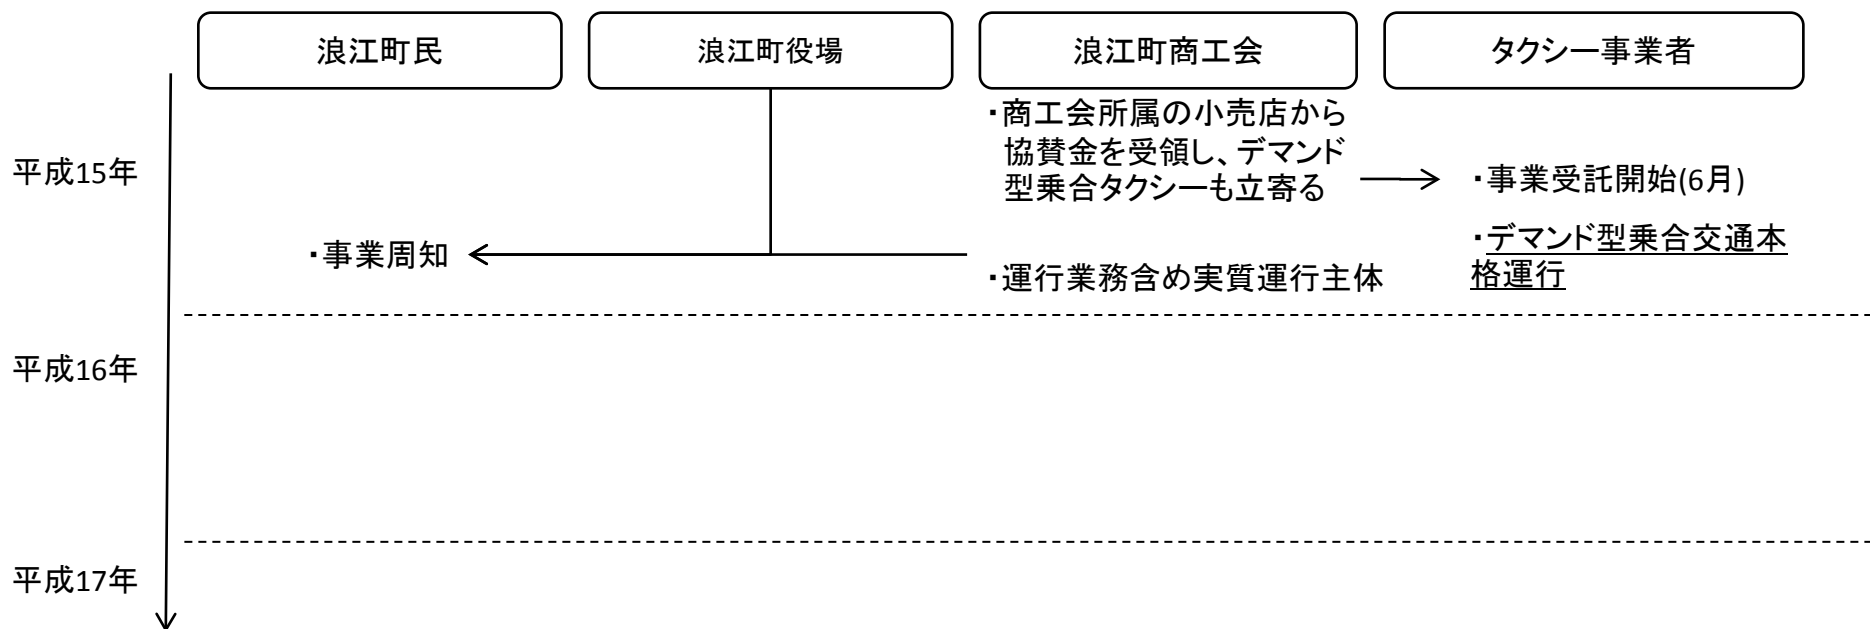 浪江町民
浪江町役場
浪江町商工会
タクシー事業者
平成15年
・商工会所属の小売店から
協賛金を受領し、デマンド
型乗合タクシーも立寄る
・事業受託開始(6月)
・事業周知
・運行業務含め実質運行主体
・デマンド型乗合交通本
格運行
平成16年
平成17年